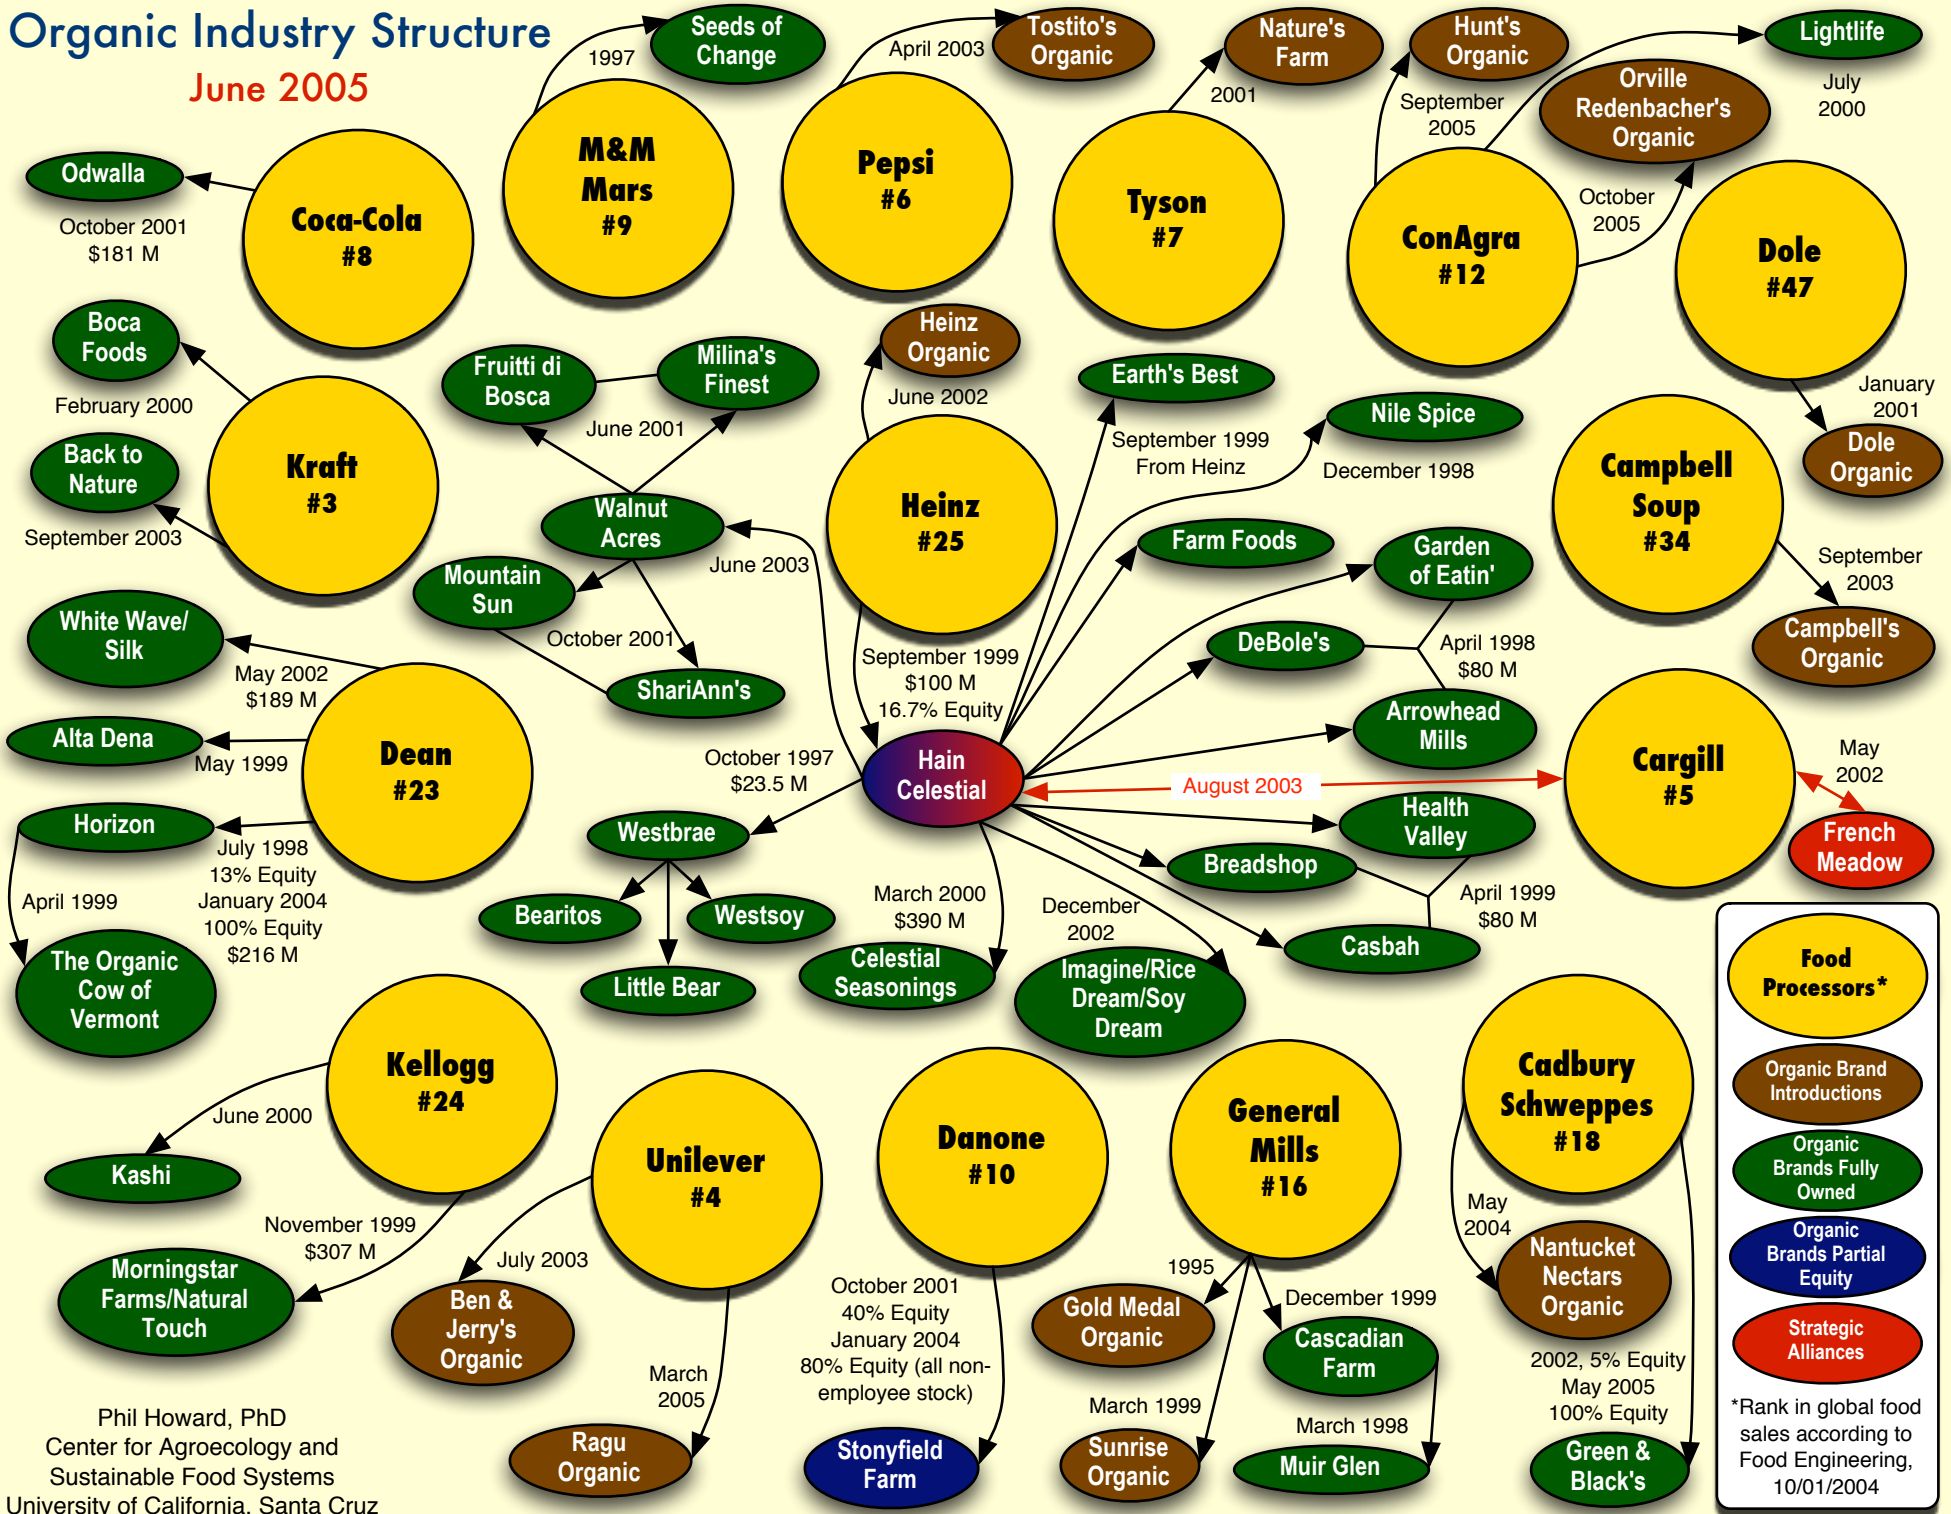 Organic Industry Structure
June 2005
1997
Seeds of
Change
M&M
Mars
#9
April 2003
Tostito's
Organic
Pepsi
#6
Nature's
Farm
2001
Tyson
#7
Hunt's
Organic
September
2005
Lightlife
July
2000
Orville
Redenbacher's
Organic
October
2005
ConAgra
#12
Dole
#47
January
2001
Dole
Organic
Odwalla
October 2001
$181 M
Coca-Cola
#8
Boca
Foods
February 2000
Back to
Nature
September 2003
Kraft
#3
Fruitti di
Bosca
Milina's
Finest
June 2001
Walnut
Acres
June 2003
Mountain
Sun
October 2001
ShariAnn's
Heinz
Organic
June 2002
Heinz
#25
September 1999
$100 M
16.7% Equity
Earth's Best
September 1999
From Heinz
Nile Spice
December 1998
Farm Foods
Garden
of Eatin'
DeBole's
April 1998
$80 M
Arrowhead
Mills
Campbell
Soup
#34
September
2003
Campbell's
Organic
White Wave/
Silk
May 2002
$189 M
Alta Dena
May 1999
Dean
#23
Horizon
July 1998
13% Equity
January 2004
100% Equity
$216 M
April 1999
The Organic
Cow of
Vermont
October 1997
$23.5 M
Hain
Celestial
August 2003
Cargill
#5
May
2002
French
Meadow
Westbrae
Bearitos
Westsoy
Little Bear
March 2000
$390 M
Celestial
Seasonings
December
2002
Imagine/Rice
Dream/Soy
Dream
Health
Valley
Breadshop
April 1999
$80 M
Casbah
Kellogg
#24
June 2000
Kashi
November 1999
$307 M
Morningstar
Farms/Natural
Touch
Unilever
#4
July 2003
Ben &
Jerry's
Organic
March
2005
Ragu
Organic
Danone
#10
October 2001
40% Equity
January 2004
80% Equity (all non-
employee stock)
Stonyfield
Farm
General
Mills
#16
1995
Gold Medal
Organic
December 1999
Cascadian
Farm
March 1999
Sunrise
Organic
March 1998
Muir Glen
Cadbury
Schweppes
#18
May
2004
Nantucket
Nectars
Organic
2002, 5% Equity
May 2005
100% Equity
Green &
Black's
Food
Processors*
Organic Brand
Introductions
Organic
Brands Fully
Owned
Organic
Brands Partial
Equity
Strategic
Alliances
*Rank in global food
sales according to
Food Engineering,
10/01/2004
Phil Howard, PhD
Center for Agroecology and
Sustainable Food Systems
University of California, Santa Cruz